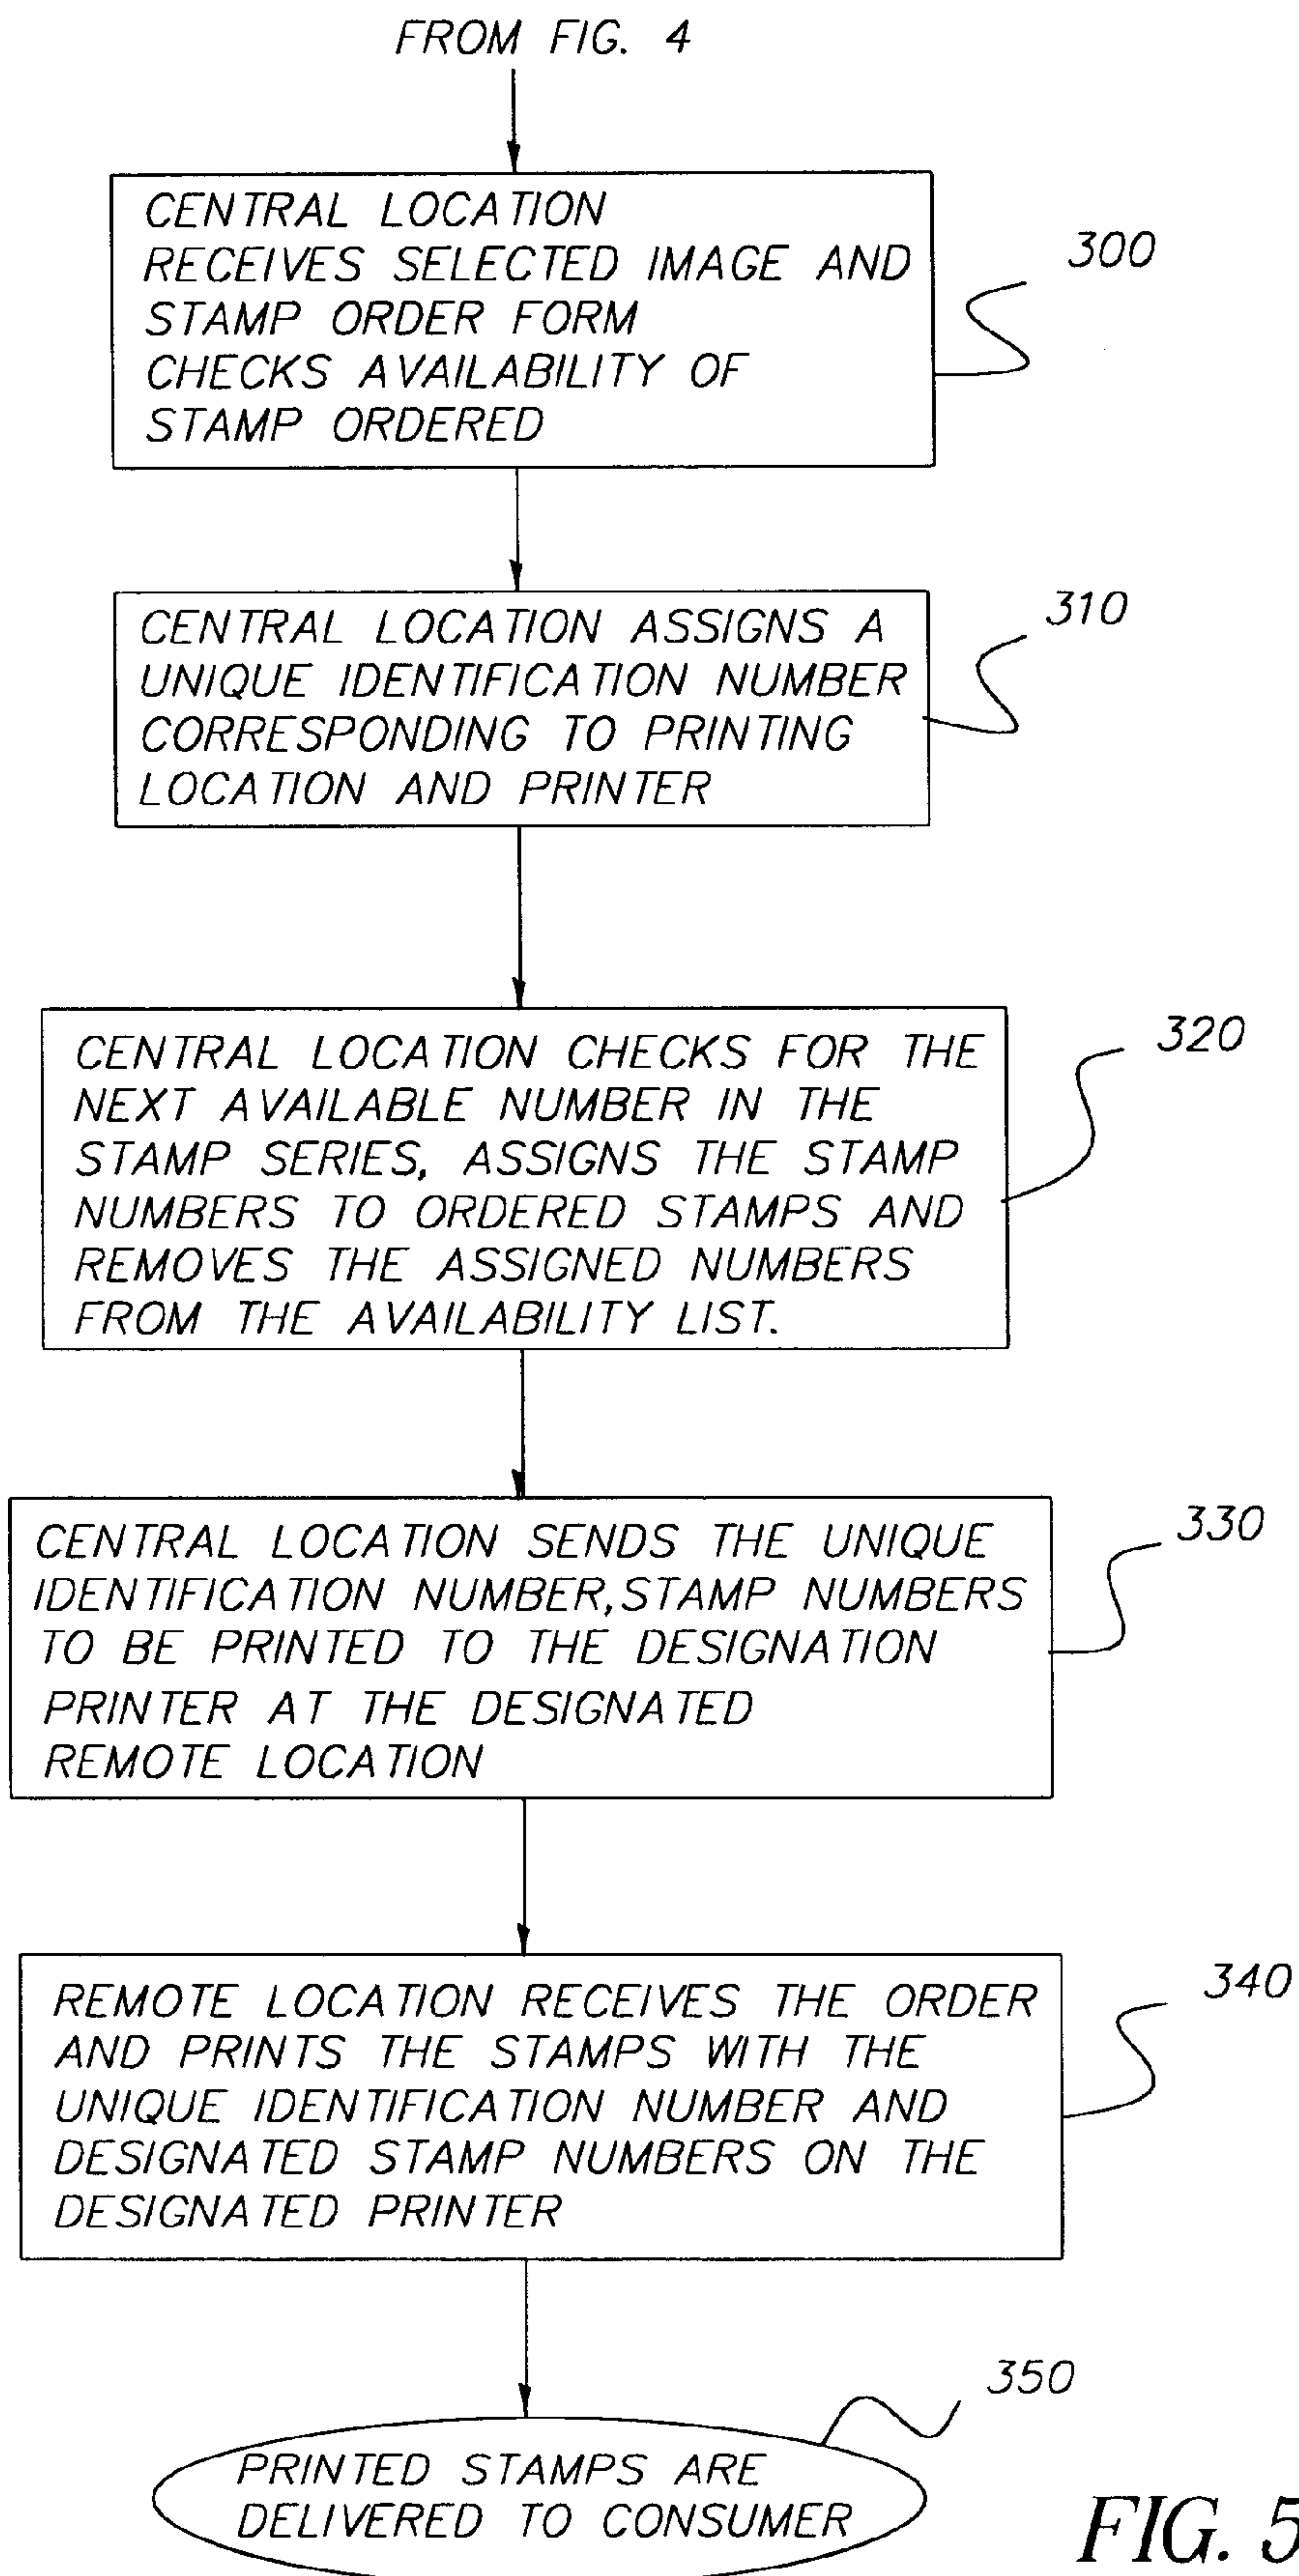 FROM FIG. 4
CENTRAL LOCATION
RECEIVES SELECTED IMAGE AND
STAMP ORDER FORM
CHECKS AVAILABILITY OF
STAMP ORDERED
300
CENTRAL LOCATION ASSIGNS A
UNIQUE IDENTIFICATION NUMBER
CORRESPONDING TO PRINTING
LOCATION AND PRINTER
310
CENTRAL LOCATION CHECKS FOR THE
NEXT AVAILABLE NUMBER IN THE
STAMP SERIES, ASSIGNS THE STAMP
NUMBERS TO ORDERED STAMPS AND
REMOVES THE ASSIGNED NUMBERS
FROM THE AVAILABILITY LIST.
320
CENTRAL LOCATION SENDS THE UNIQUE
IDENTIFICATION NUMBER, STAMP NUMBERS
TO BE PRINTED TO THE DESIGNATION
PRINTER AT THE DESIGNATED
REMOTE LOCATION
330
REMOTE LOCATION RECEIVES THE ORDER
AND PRINTS THE STAMPS WITH THE
UNIQUE IDENTIFICATION NUMBER AND
DESIGNATED STAMP NUMBERS ON THE
DESIGNATED PRINTER
340
PRINTED STAMPS ARE
DELIVERED TO CONSUMER
350
FIG. 5